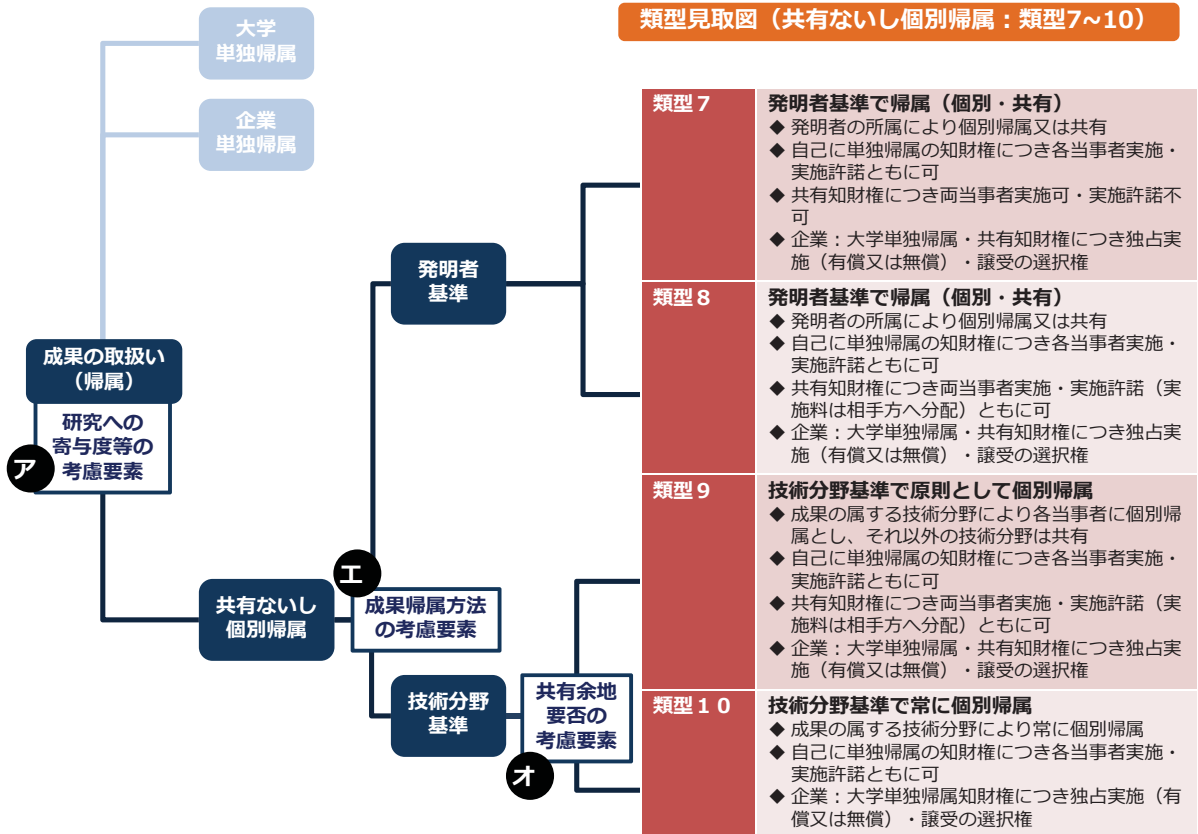 類型見取図（共有ないし個別帰属：類型7~10）
大学
単独帰属
企業
単独帰属
成果の取扱い
（帰属）
研究への
寄与度等の
考慮要素
ア
共有ないし
個別帰属
エ
成果帰属方法
の考慮要素
発明者
基準
技術分野
基準
共有余地
要否の
考慮要素
オ
類型７
発明者基準で帰属（個別・共有）
◆ 発明者の所属により個別帰属又は共有
◆ 自己に単独帰属の知財権につき各当事者実施・
実施許諾ともに可
◆ 共有知財権につき両当事者実施可・実施許諾不
可
◆ 企業：大学単独帰属・共有知財権につき独占実
施（有償又は無償）・譲受の選択権
類型８
発明者基準で帰属（個別・共有）
◆ 発明者の所属により個別帰属又は共有
◆ 自己に単独帰属の知財権につき各当事者実施・
実施許諾ともに可
◆ 共有知財権につき両当事者実施・実施許諾（実
施料は相手方へ分配）ともに可
◆ 企業：大学単独帰属・共有知財権につき独占実
施（有償又は無償）・譲受の選択権
類型９
技術分野基準で原則として個別帰属
◆ 成果の属する技術分野により各当事者に個別帰
属とし、それ以外の技術分野は共有
◆ 自己に単独帰属の知財権につき各当事者実施・
実施許諾ともに可
◆ 共有知財権につき両当事者実施・実施許諾（実
施料は相手方へ分配）ともに可
◆ 企業：大学単独帰属・共有知財権につき独占実
施（有償又は無償）・譲受の選択権
類型１０
技術分野基準で常に個別帰属
◆ 成果の属する技術分野により常に個別帰属
◆ 自己に単独帰属の知財権につき各当事者実施・
実施許諾ともに可
◆ 企業：大学単独帰属知財権につき独占実施（有
償又は無償）・譲受の選択権